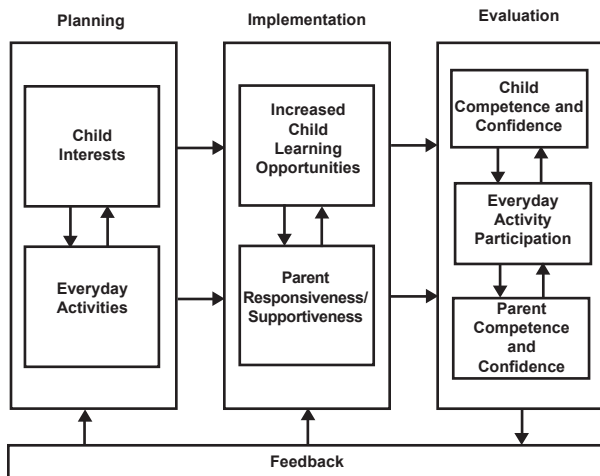 Planning
Implementation
Evaluation
Child
Interests
Everyday
Activities
Increased
Child
Learning
Opportunities
Parent
Responsiveness/
Supportiveness
Child
Competence and
Confidence
Everyday
Activity
Participation
Parent
Competence
and
Confidence
Feedback